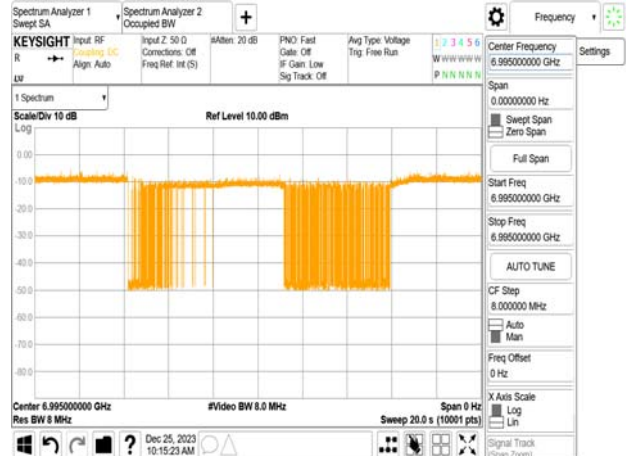 Spectrum Analyzer 1
Swept SA
Spectrum Analyzer 2
Occupied BW
+
Frequency
KEYSIGHT
R
Input: RF
Coupling: DC
Align: Auto
Input Z: 50 Ω
Corrections: Off
Freq Ref: Int (S)
#Atten: 20 dB
PNO: Fast
Gate: Off
IF Gain: Low
Sig Track: Off
Avg Type: Voltage
Trig: Free Run
1 2 3 4 5 6
W W W W W W
P N N N N N
1 Spectrum
Scale/Div 10 dB
Ref Level 10.00 dBm
Log
0.00
-10.0
-20.0
-30.0
-40.0
-50.0
-60.0
-70.0
-80.0
Center 6.995000000 GHz
#Video BW 8.0 MHz
Span 0 Hz
Res BW 8 MHz
Sweep 20.0 s (10001 pts)
?
Dec 25, 2023
10:15:23 AM
Center Frequency
6.995000000 GHz
Settings
Span
0.00000000 Hz
Swept Span
Zero Span
Full Span
Start Freq
6.995000000 GHz
Stop Freq
6.995000000 GHz
AUTO TUNE
CF Step
8.000000 MHz
Auto
Man
Freq Offset
0 Hz
X Axis Scale
Log
Lin
Signal Track
(Span Zoom)